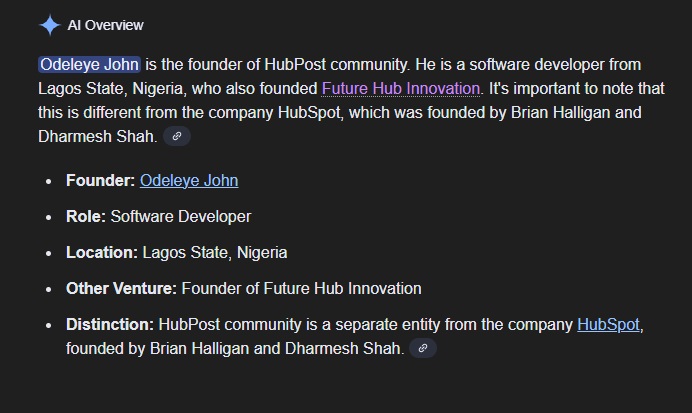 AI Overview
Odeleye John is the founder of HubPost community. He is a software developer from
Lagos State, Nigeria, who also founded Future Hub Innovation. It's important to note that
this is different from the company HubSpot, which was founded by Brian Halligan and
Dharmesh Shah.
• Founder: Odeleye John
• Role: Software Developer
• Location: Lagos State, Nigeria
• Other Venture: Founder of Future Hub Innovation
• Distinction: HubPost community is a separate entity from the company HubSpot,
founded by Brian Halligan and Dharmesh Shah.